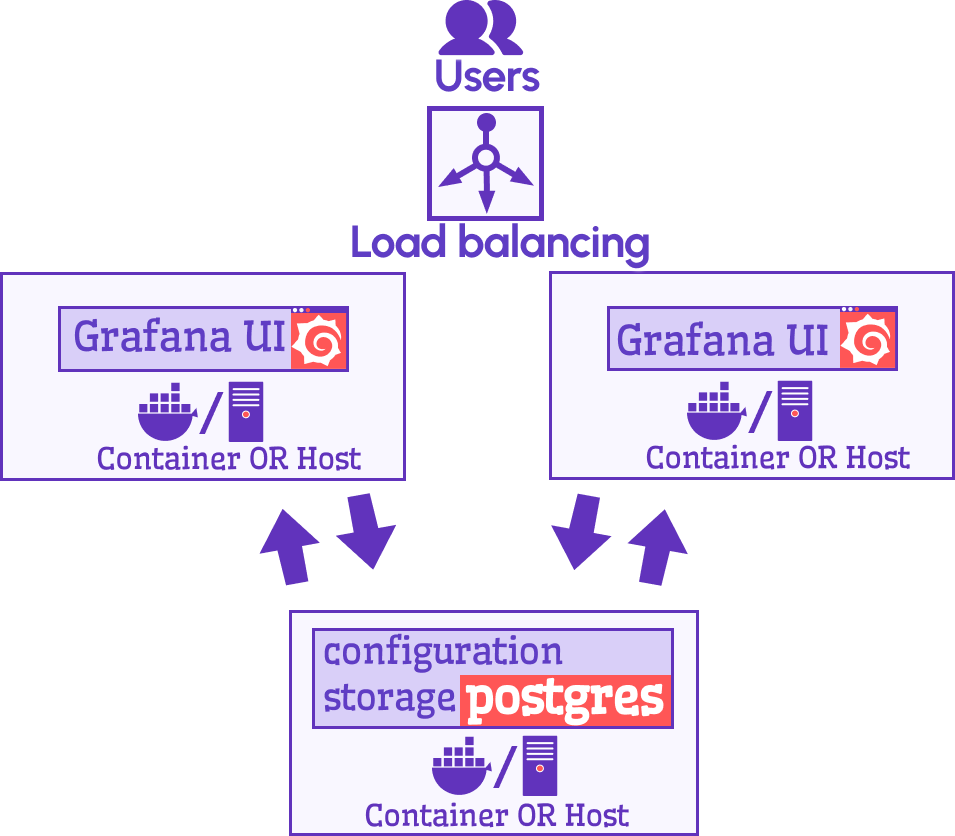 Users
Load balancing
Grafana UI
Container OR Host
Grafana UI
Container OR Host
configuration
storage postgres
Container OR Host